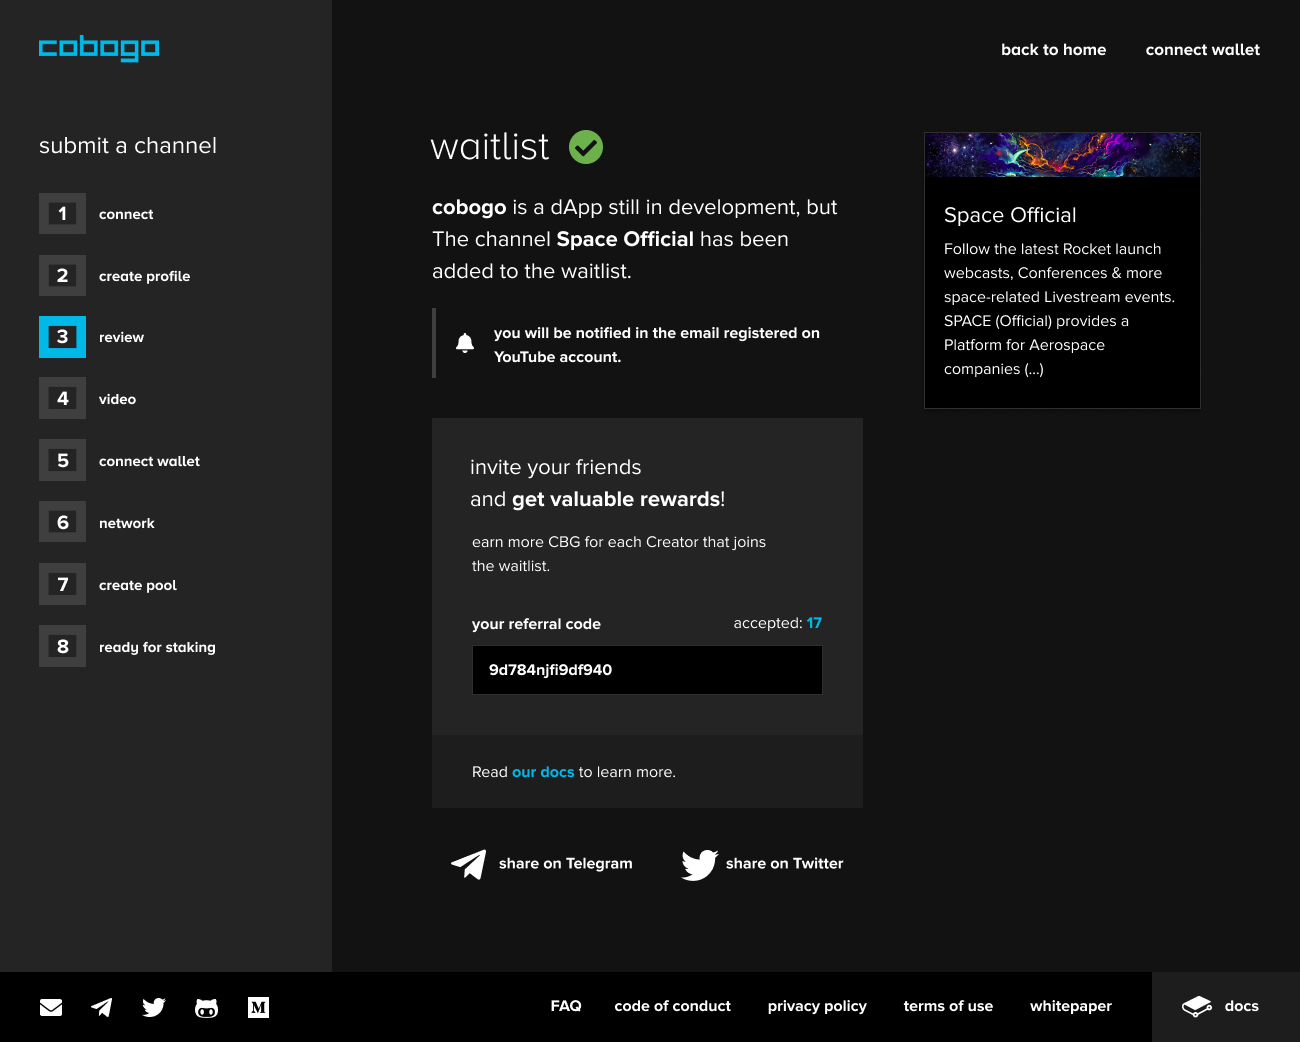 cobogo
back to home
connect wallet
submit a channel
1 connect
2 create profile
3 review
4 video
5 connect wallet
6 network
7 create pool
8 ready for staking
waitlist
cobogo is a dApp still in development, but
The channel Space Official has been
added to the waitlist.
you will be notified in the email registered on
YouTube account.
invite your friends
and get valuable rewards!
earn more CBG for each Creator that joins
the waitlist.
your referral code
accepted: 17
9d784njfi9df940
Read our docs to learn more.
share on Telegram
share on Twitter
Space Official
Follow the latest Rocket launch
webcasts, Conferences & more
space-related Livestream events.
SPACE (Official) provides a
Platform for Aerospace
companies (...)
M
FAQ
code of conduct
privacy policy
terms of use
whitepaper
docs